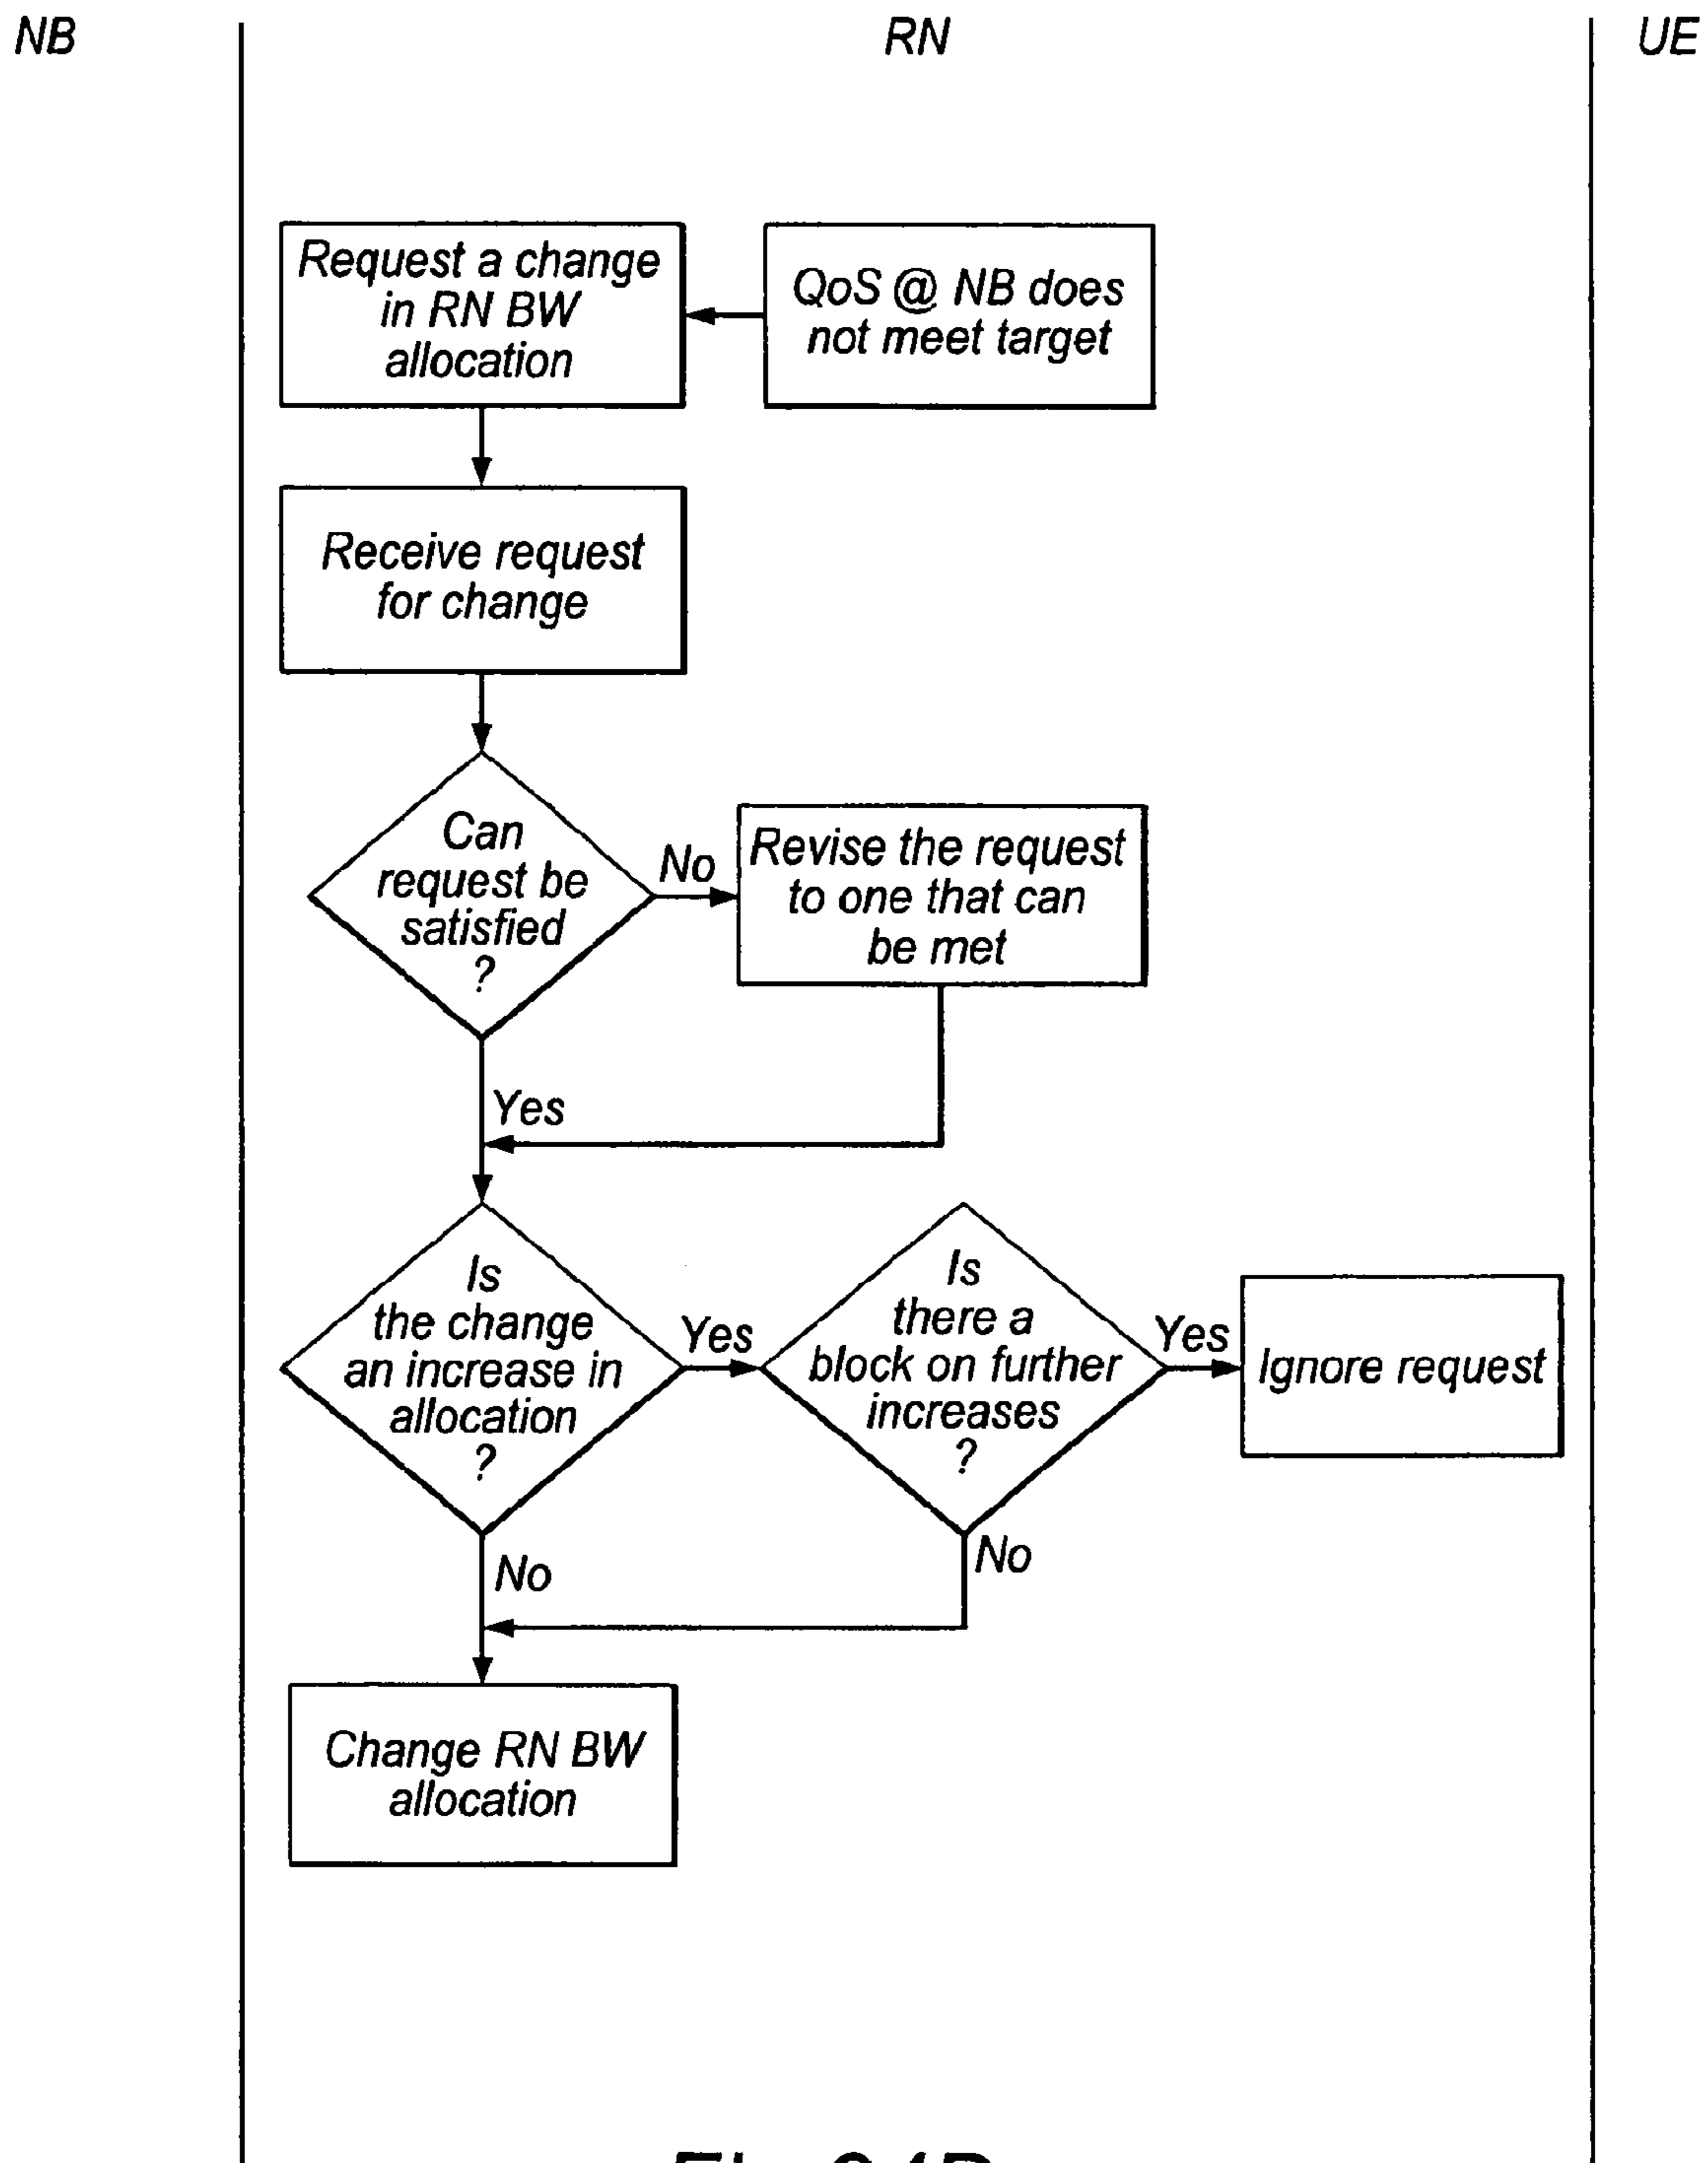 NB
RN
UE
Request a change
in RN BW
allocation
QoS @ NB does
not meet target
Receive request
for change
Can
request be
satisfied
?
No
Revise the request
to one that can
be met
Yes
Is
the change
an increase in
allocation
?
Yes
Is
there a
block on further
increases
?
Yes
Ignore request
No
No
Change RN BW
allocation